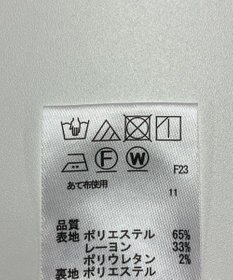 F W F23
あて布使用
11
品質
表地 ポリエステル 65%
レーヨン 33%
ポリウレタン 2%
裏地 ポリエステル